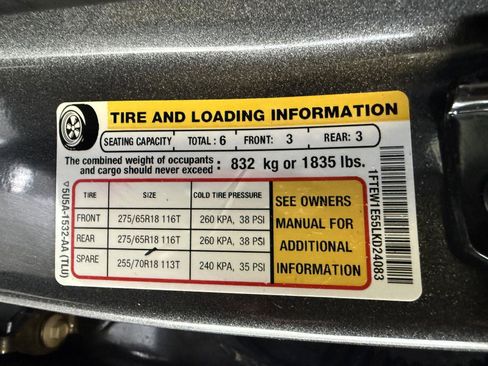 TIRE AND LOADING INFORMATION
SEATING CAPACITY TOTAL: 6 FRONT: 3 REAR: 3
The combined weight of occupants
and cargo should never exceed : 832 kg or 1835 lbs.
TIRE SIZE COLD TIRE PRESSURE
FRONT 275/65R18 116T 260 KPA, 38 PSI
REAR 275/65R18 116T 260 KPA, 38 PSI
SPARE 255/70R18 113T 240 KPA, 35 PSI
SEE OWNERS
MANUAL FOR
ADDITIONAL
INFORMATION
5U5A-1532-AA (TLU)
1FTEW1E55LKD24083